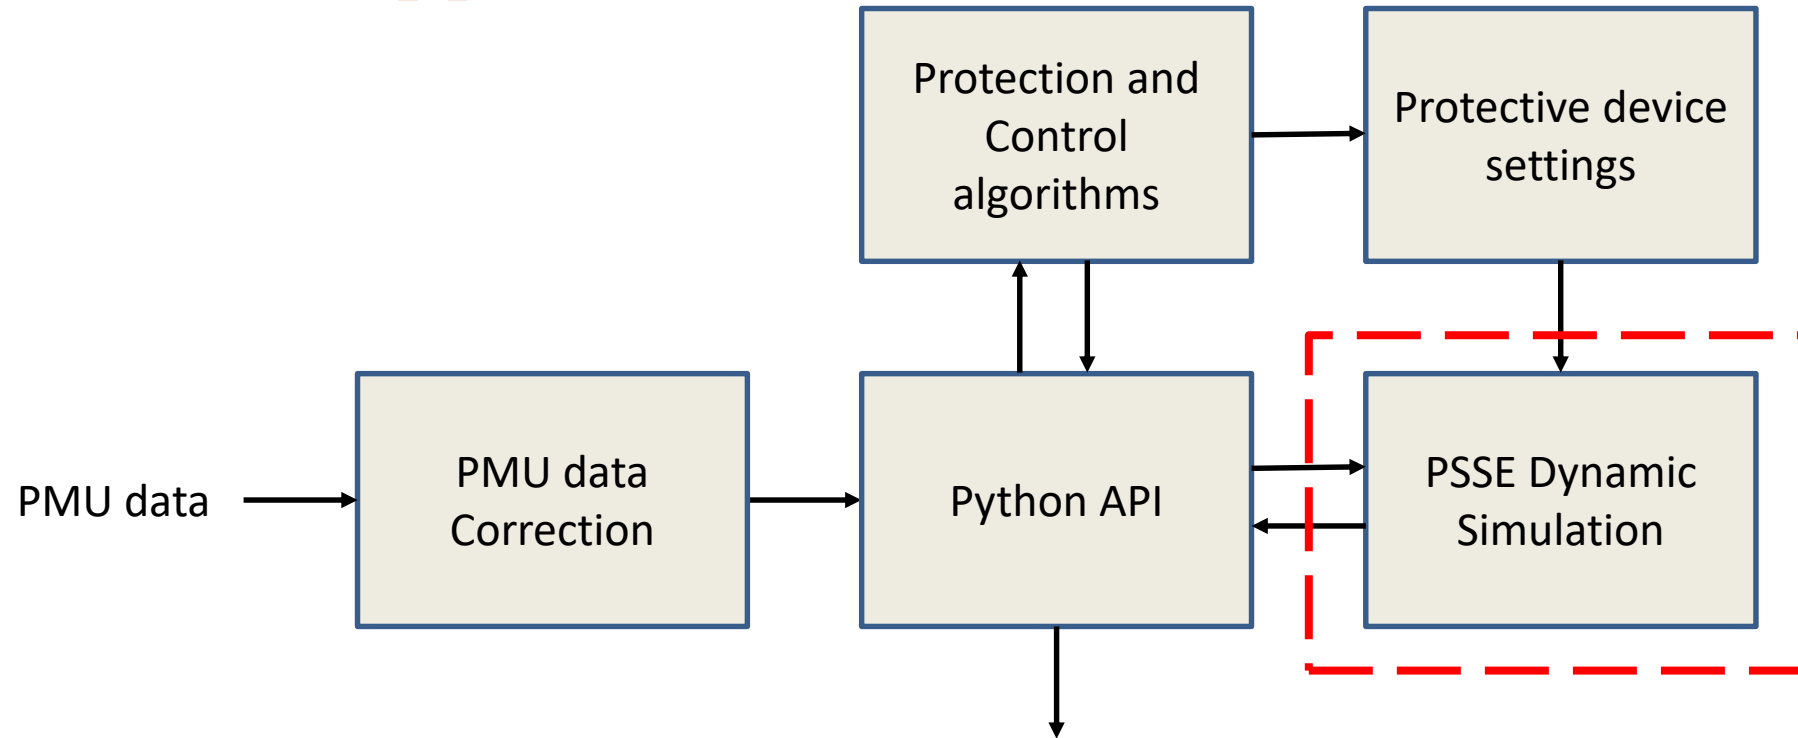 Protection and
Control
algorithms
Protective device
settings
PMU data
PMU data
Correction
Python API
PSSE Dynamic
Simulation